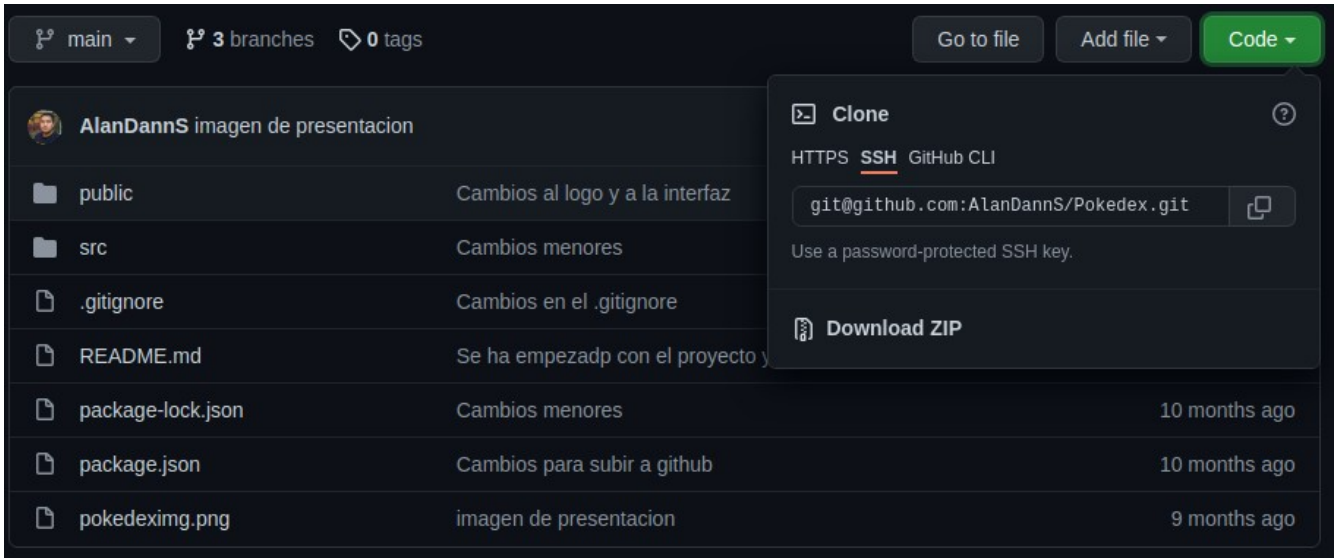 main 3 branches 0 tags Go to file Add file Code
AlanDannS imagen de presentacion
Clone
HTTPS SSH GitHub CLI
git@github.com:AlanDannS/Pokedex.git
Use a password-protected SSH key.
Download ZIP
public Cambios al logo y a la interfaz
src Cambios menores
.gitignore Cambios en el .gitignore
README.md Se ha empezadp con el proyecto y
package-lock.json Cambios menores 10 months ago
package.json Cambios para subir a github 10 months ago
pokedeximg.png imagen de presentacion 9 months ago